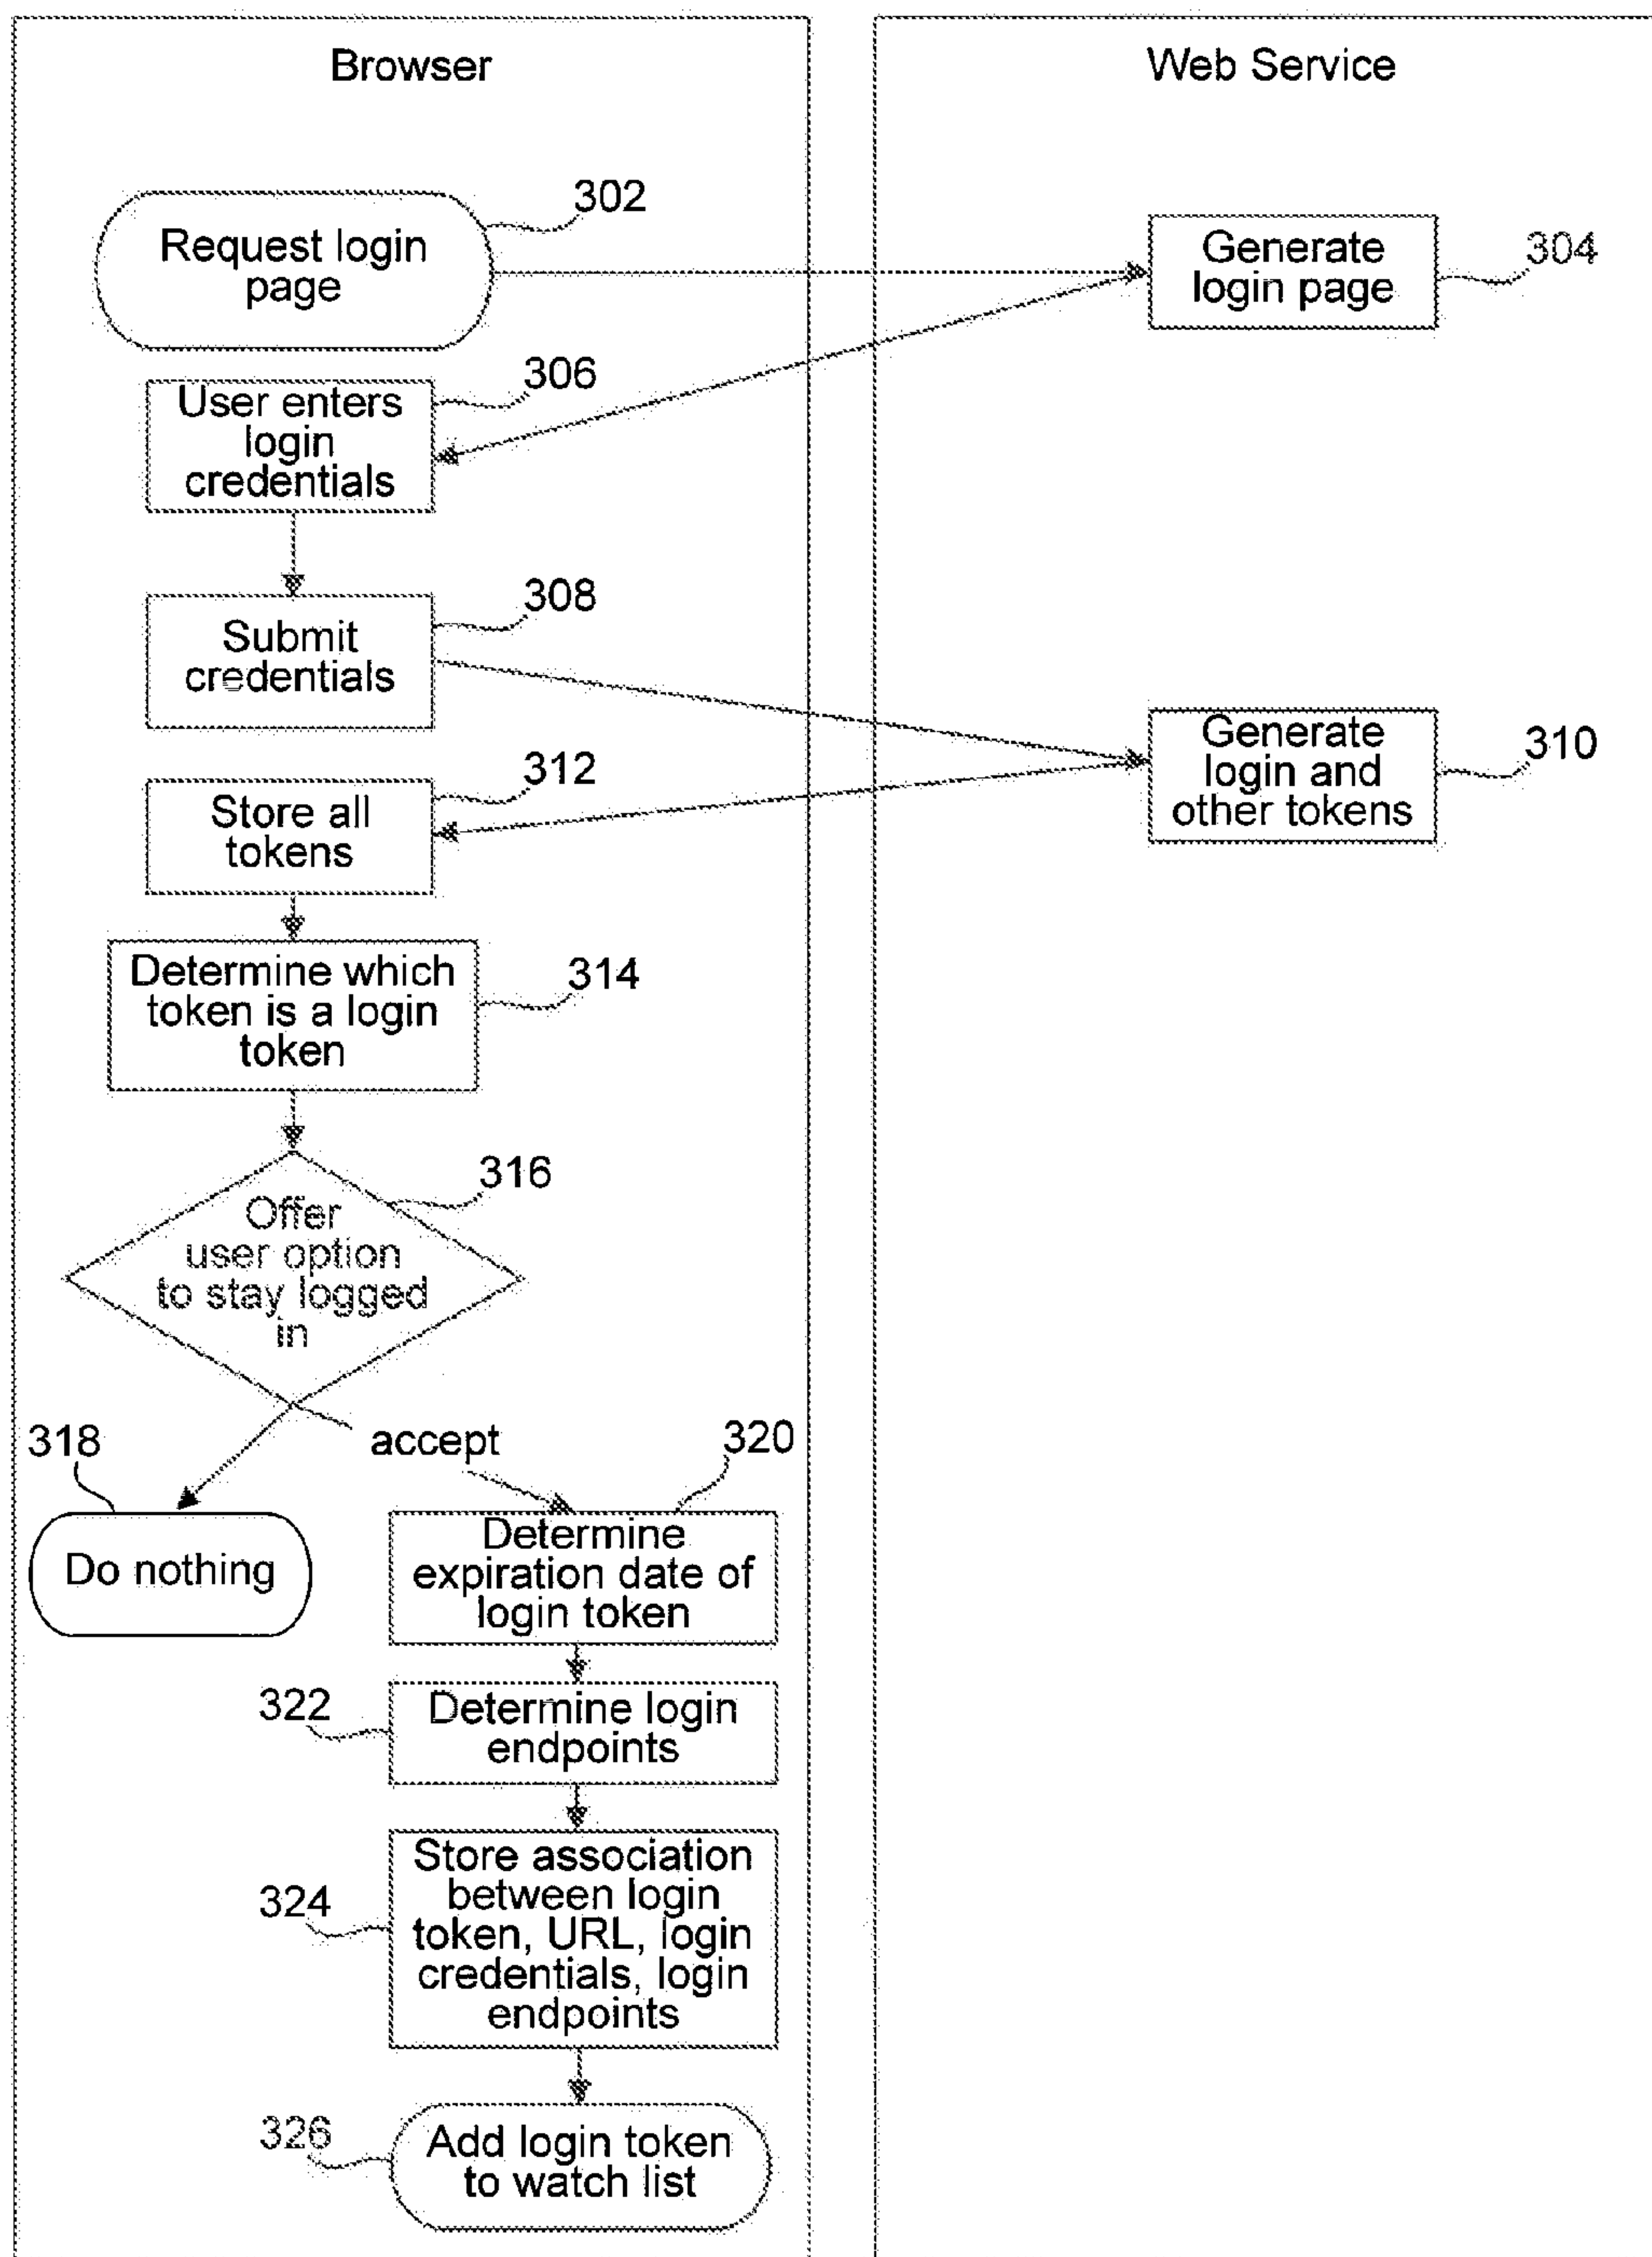 Browser
Web Service
302
Request login
page
Generate
login page
304
306
User enters
login
credentials
308
Submit
credentials
Generate
login and
other tokens
310
312
Store all
tokens
314
Determine which
token is a login
token
316
Offer
user option
to stay logged
in
318
accept
320
Do nothing
Determine
expiration date of
login token
322
Determine login
endpoints
324
Store association
between login
token, URL, login
credentials, login
endpoints
326
Add login token
to watch list